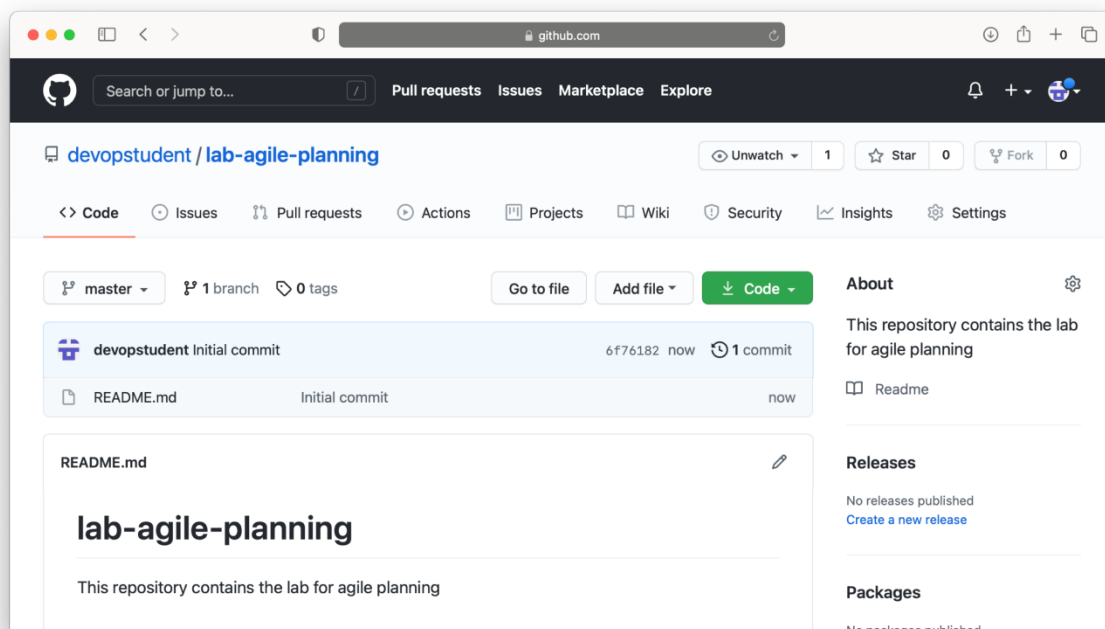 github.com
Search or jump to... /
Pull requests Issues Marketplace Explore
devopstudent / lab-agile-planning
Unwatch 1 Star 0 Fork 0
<> Code Issues Pull requests Actions Projects Wiki Security Insights Settings
master 1 branch 0 tags Go to file Add file Code
devopstudent Initial commit 6f76182 now 1 commit
README.md Initial commit now
README.md
lab-agile-planning
This repository contains the lab for agile planning
About
This repository contains the lab
for agile planning
Readme
Releases
No releases published
Create a new release
Packages
No packages published